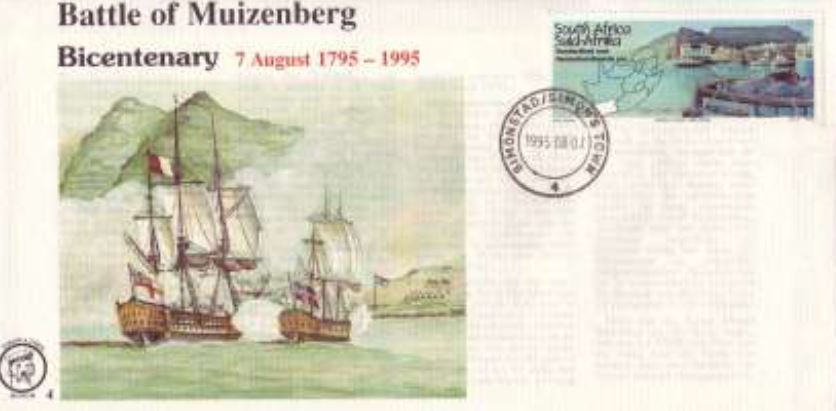 Battle of Muizenberg
Bicentenary 7 August 1795 – 1995
South Africa
Suid-Afrika
SIMONSTAD/SIMON'S TOWN
1995 08 07
4
4